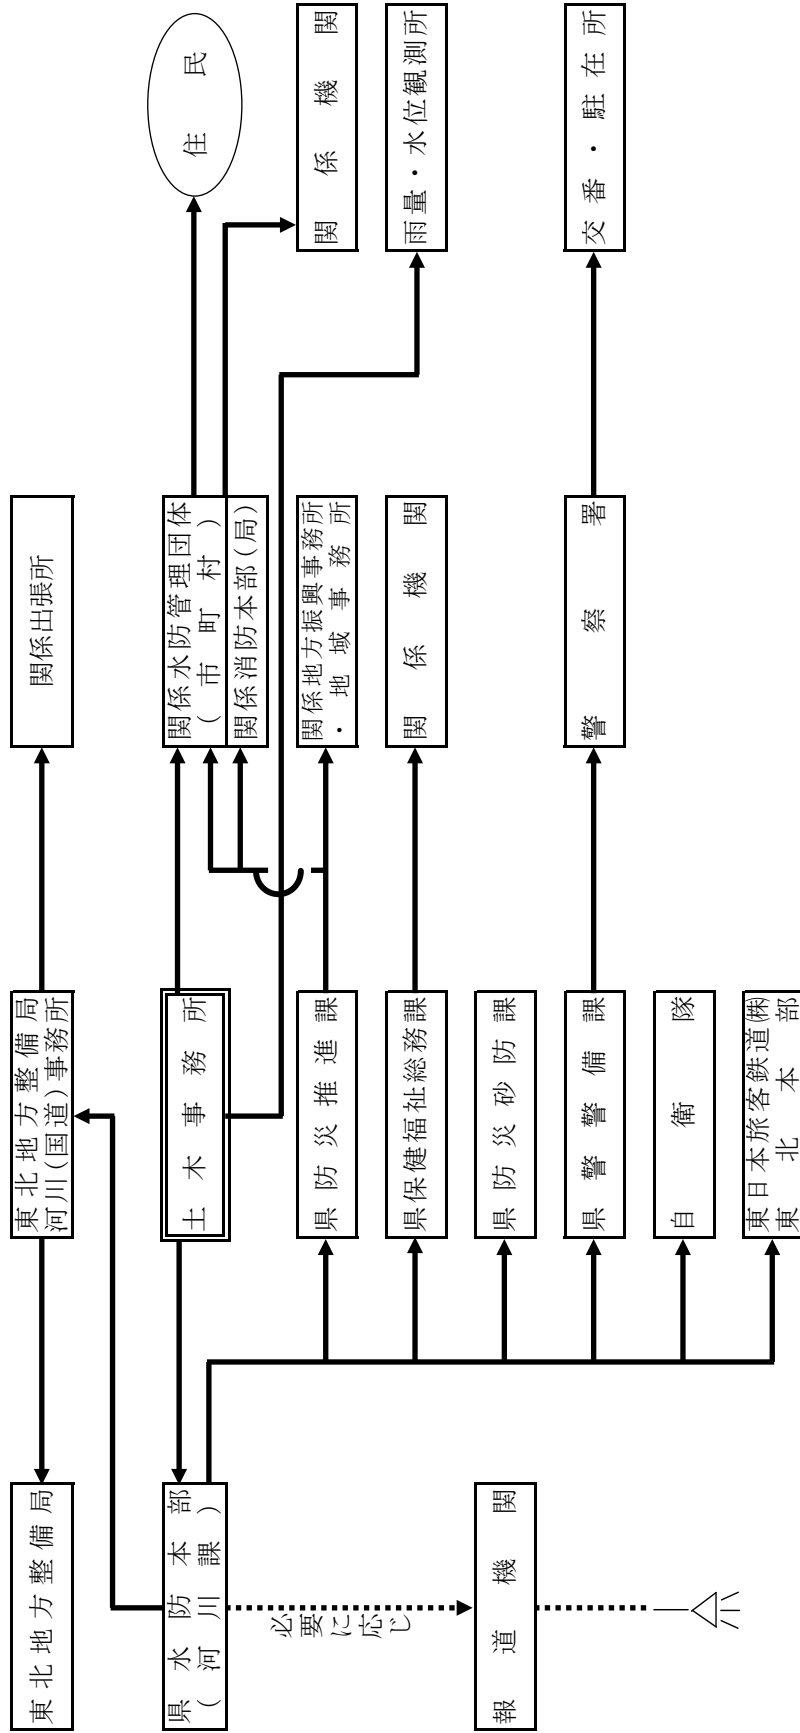 東北地方整備局
東北地方整備局
河川(国道)事務所
関係出張所
県水防本部
(河川課)
土木事務所
関係水防管理団体
(市町村)
関係消防本部(局)
住民
必要に応じ
県防災推進課
関係地方振興事務所
・地域事務所
関係機関
県保健福祉総務課
関係機関
雨量・水位観測所
報道機関
県防災砂防課
県警警備課
警察署
交番・駐在所
自衛隊
東日本旅客鉄道㈱
東北本部